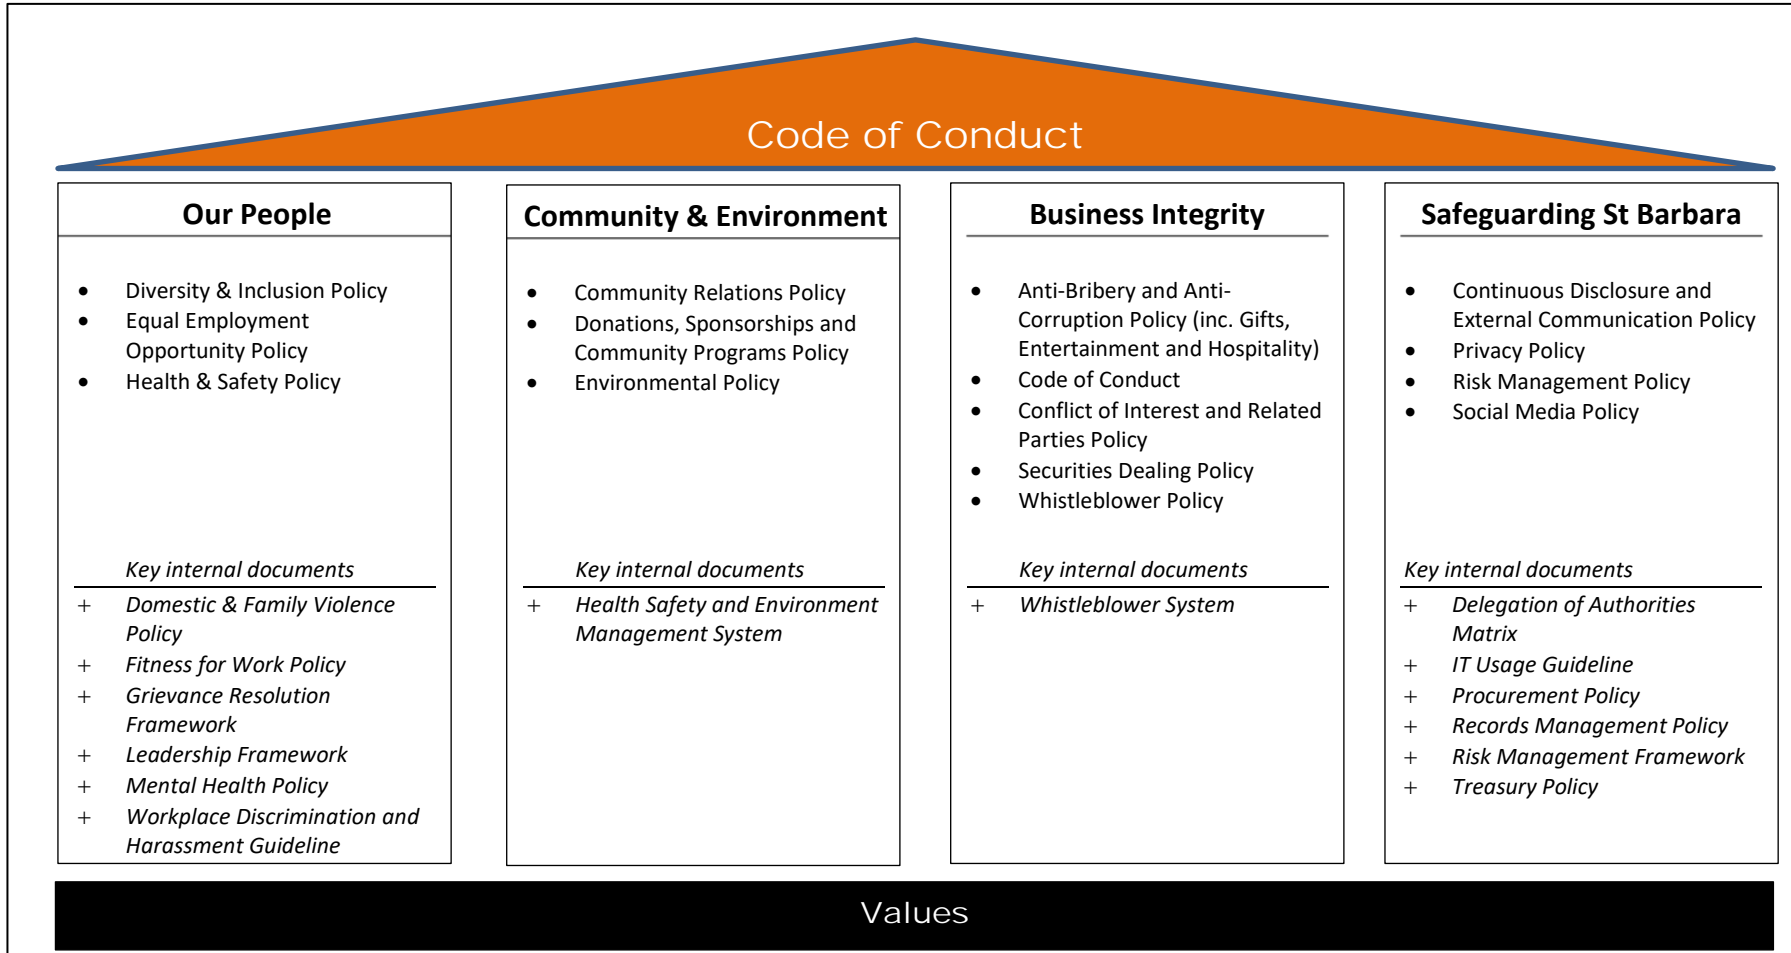 Code of Conduct
Our People
• Diversity & Inclusion Policy
• Equal Employment
Opportunity Policy
• Health & Safety Policy
Key internal documents
+ Domestic & Family Violence
Policy
+ Fitness for Work Policy
+ Grievance Resolution
Framework
+ Leadership Framework
+ Mental Health Policy
+ Workplace Discrimination and
Harassment Guideline
Community & Environment
• Community Relations Policy
• Donations, Sponsorships and
Community Programs Policy
• Environmental Policy
Key internal documents
+ Health Safety and Environment
Management System
Business Integrity
• Anti-Bribery and Anti-
Corruption Policy (inc. Gifts,
Entertainment and Hospitality)
• Code of Conduct
• Conflict of Interest and Related
Parties Policy
• Securities Dealing Policy
• Whistleblower Policy
Key internal documents
+ Whistleblower System
Safeguarding St Barbara
• Continuous Disclosure and
External Communication Policy
• Privacy Policy
• Risk Management Policy
• Social Media Policy
Key internal documents
+ Delegation of Authorities
Matrix
+ IT Usage Guideline
+ Procurement Policy
+ Records Management Policy
+ Risk Management Framework
+ Treasury Policy
Values